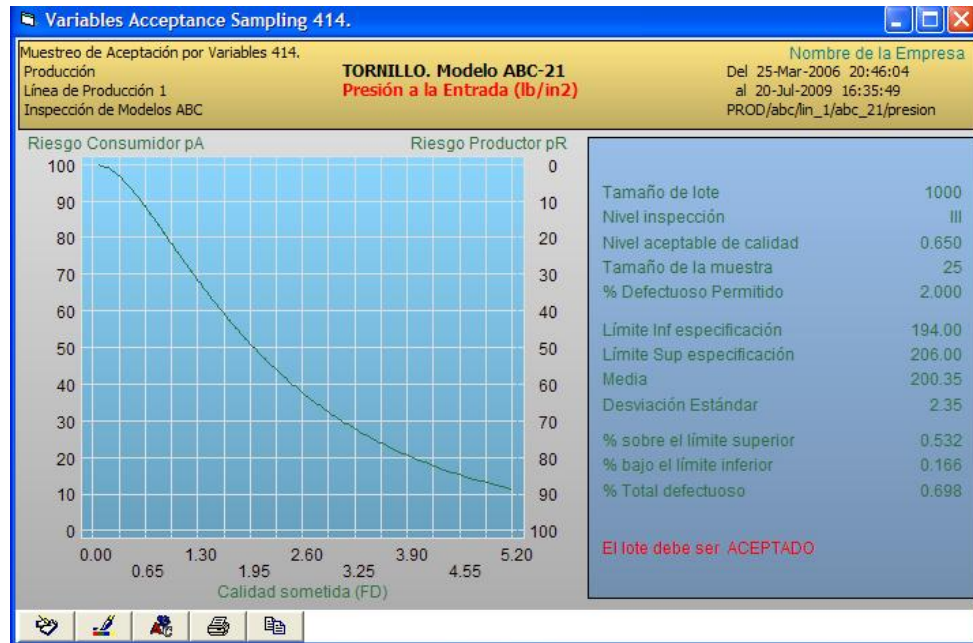 Variables Acceptance Sampling 414.
Muestreo de Aceptación por Variables 414.
Producción
Línea de Producción 1
Inspección de Modelos ABC
TORNILLO. Modelo ABC-21
Presión a la Entrada (lb/in2)
Nombre de la Empresa
Del 25-Mar-2006 20:46:04
al 20-Jul-2009 16:35:49
PROD/abc/lin_1/abc_21/presion
Riesgo Consumidor pA
Riesgo Productor pR
100 0
90 10
80 20
70 30
60 40
50 50
40 60
30 70
20 80
10 90
0 100
0.00 1.30 2.60 3.90 5.20
0.65 1.95 3.25 4.55
Calidad sometida (FD)
Tamaño de lote 1000
Nivel inspección III
Nivel aceptable de calidad 0.650
Tamaño de la muestra 25
% Defectuoso Permitido 2.000
Límite Inf especificación 194.00
Límite Sup especificación 206.00
Media 200.35
Desviación Estándar 2.35
% sobre el límite superior 0.532
% bajo el límite inferior 0.166
% Total defectuoso 0.698
El lote debe ser ACEPTADO